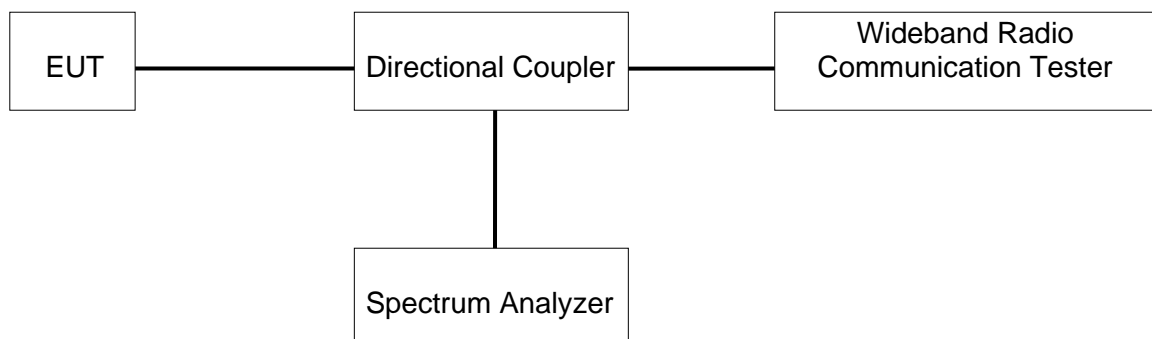 EUT
Directional Coupler
Wideband Radio
Communication Tester
Spectrum Analyzer